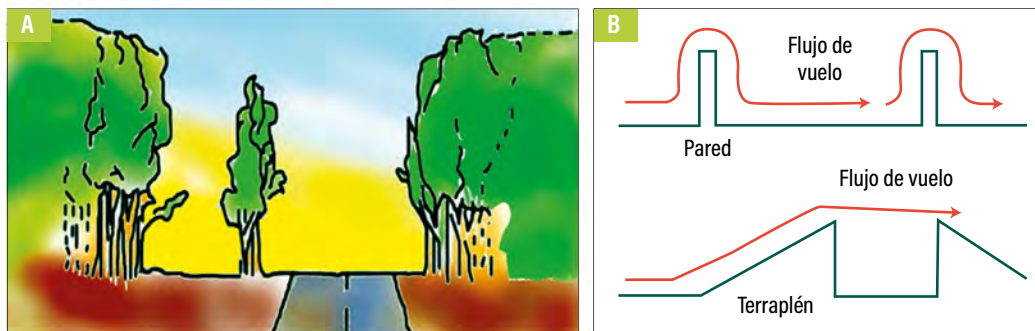 A
B
Flujo de
vuelo
Pared
Flujo de vuelo
Terraplén